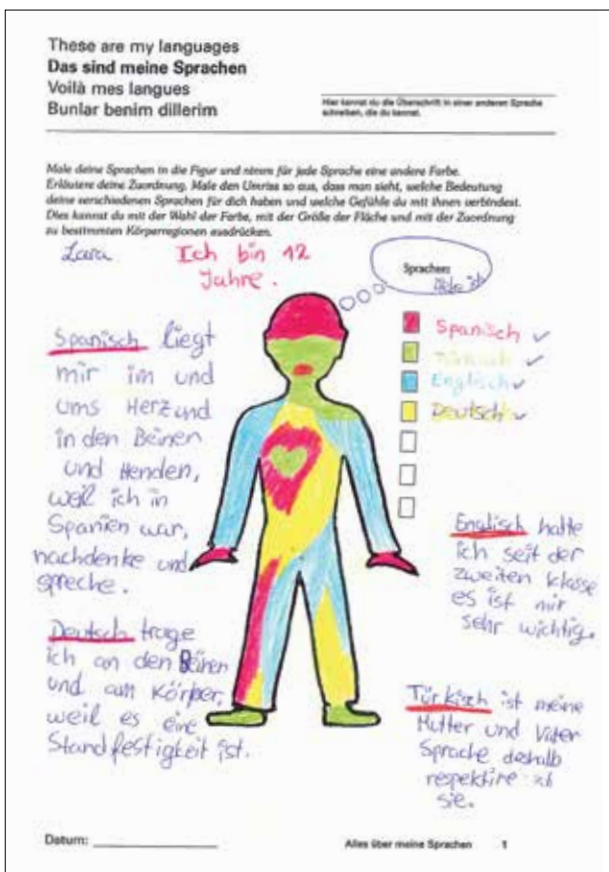 These are my languages
Das sind meine Sprachen
Voilà mes langues
Bunlar benim dillerim
Hier kannst du die Überschrift in einer anderen Sprache
schreiben, die du kannst.
Male deine Sprachen in die Figur und nimm für jede Sprache eine andere Farbe.
Erläutere deine Zuordnung. Male den Umriss so aus, dass man sieht, welche Bedeutung
deine verschiedenen Sprachen für dich haben und welche Gefühle du mit ihnen verbindest.
Dies kannst du mit der Wahl der Farbe, mit der Größe der Fläche und mit der Zuordnung
zu bestimmten Körperregionen ausdrücken.
Lara
Ich bin 12
Jahre.
Sprachen:
Spanisch
Türkisch
Englisch
Deutsch
Spanisch liegt
mir im und
ums Herz und
in den Beinen
und Henden,
weil ich in
Spanien war,
nachdenke und
spreche.
Deutsch trage
ich an den Beinen
und am Körper,
weil es eine
Standfestigkeit ist.
Englisch hatte
ich seit der
zweiten klasse
es ist mir
sehr wichtig.
Türkisch ist meine
Mutter und Vater
Sprache deshalb
respektire ich
sie.
Datum:
Alles über meine Sprachen 1